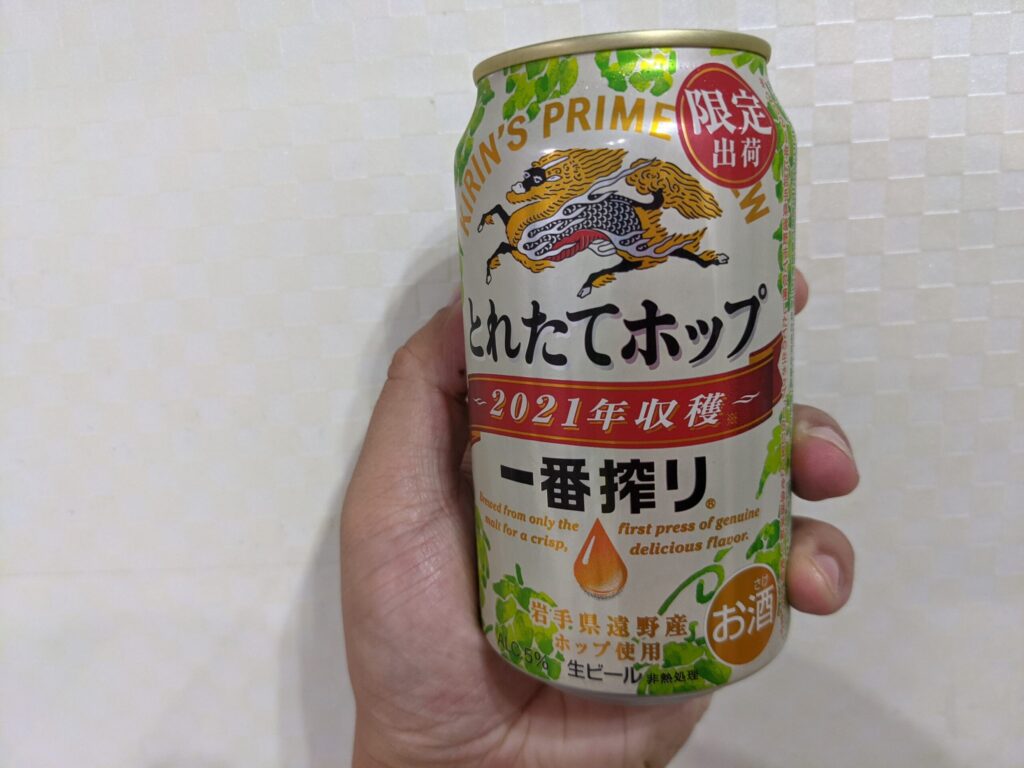 KIRIN'S PRIME
限定
出荷
とれたてホップ
~2021年収穫※~
一番搾り®
Brewed from only the first press of genuine
malt for a crisp, delicious flavor.
岩手県遠野産
ホップ使用
ALC.5%
生ビール 非熱処理
さけ
お酒